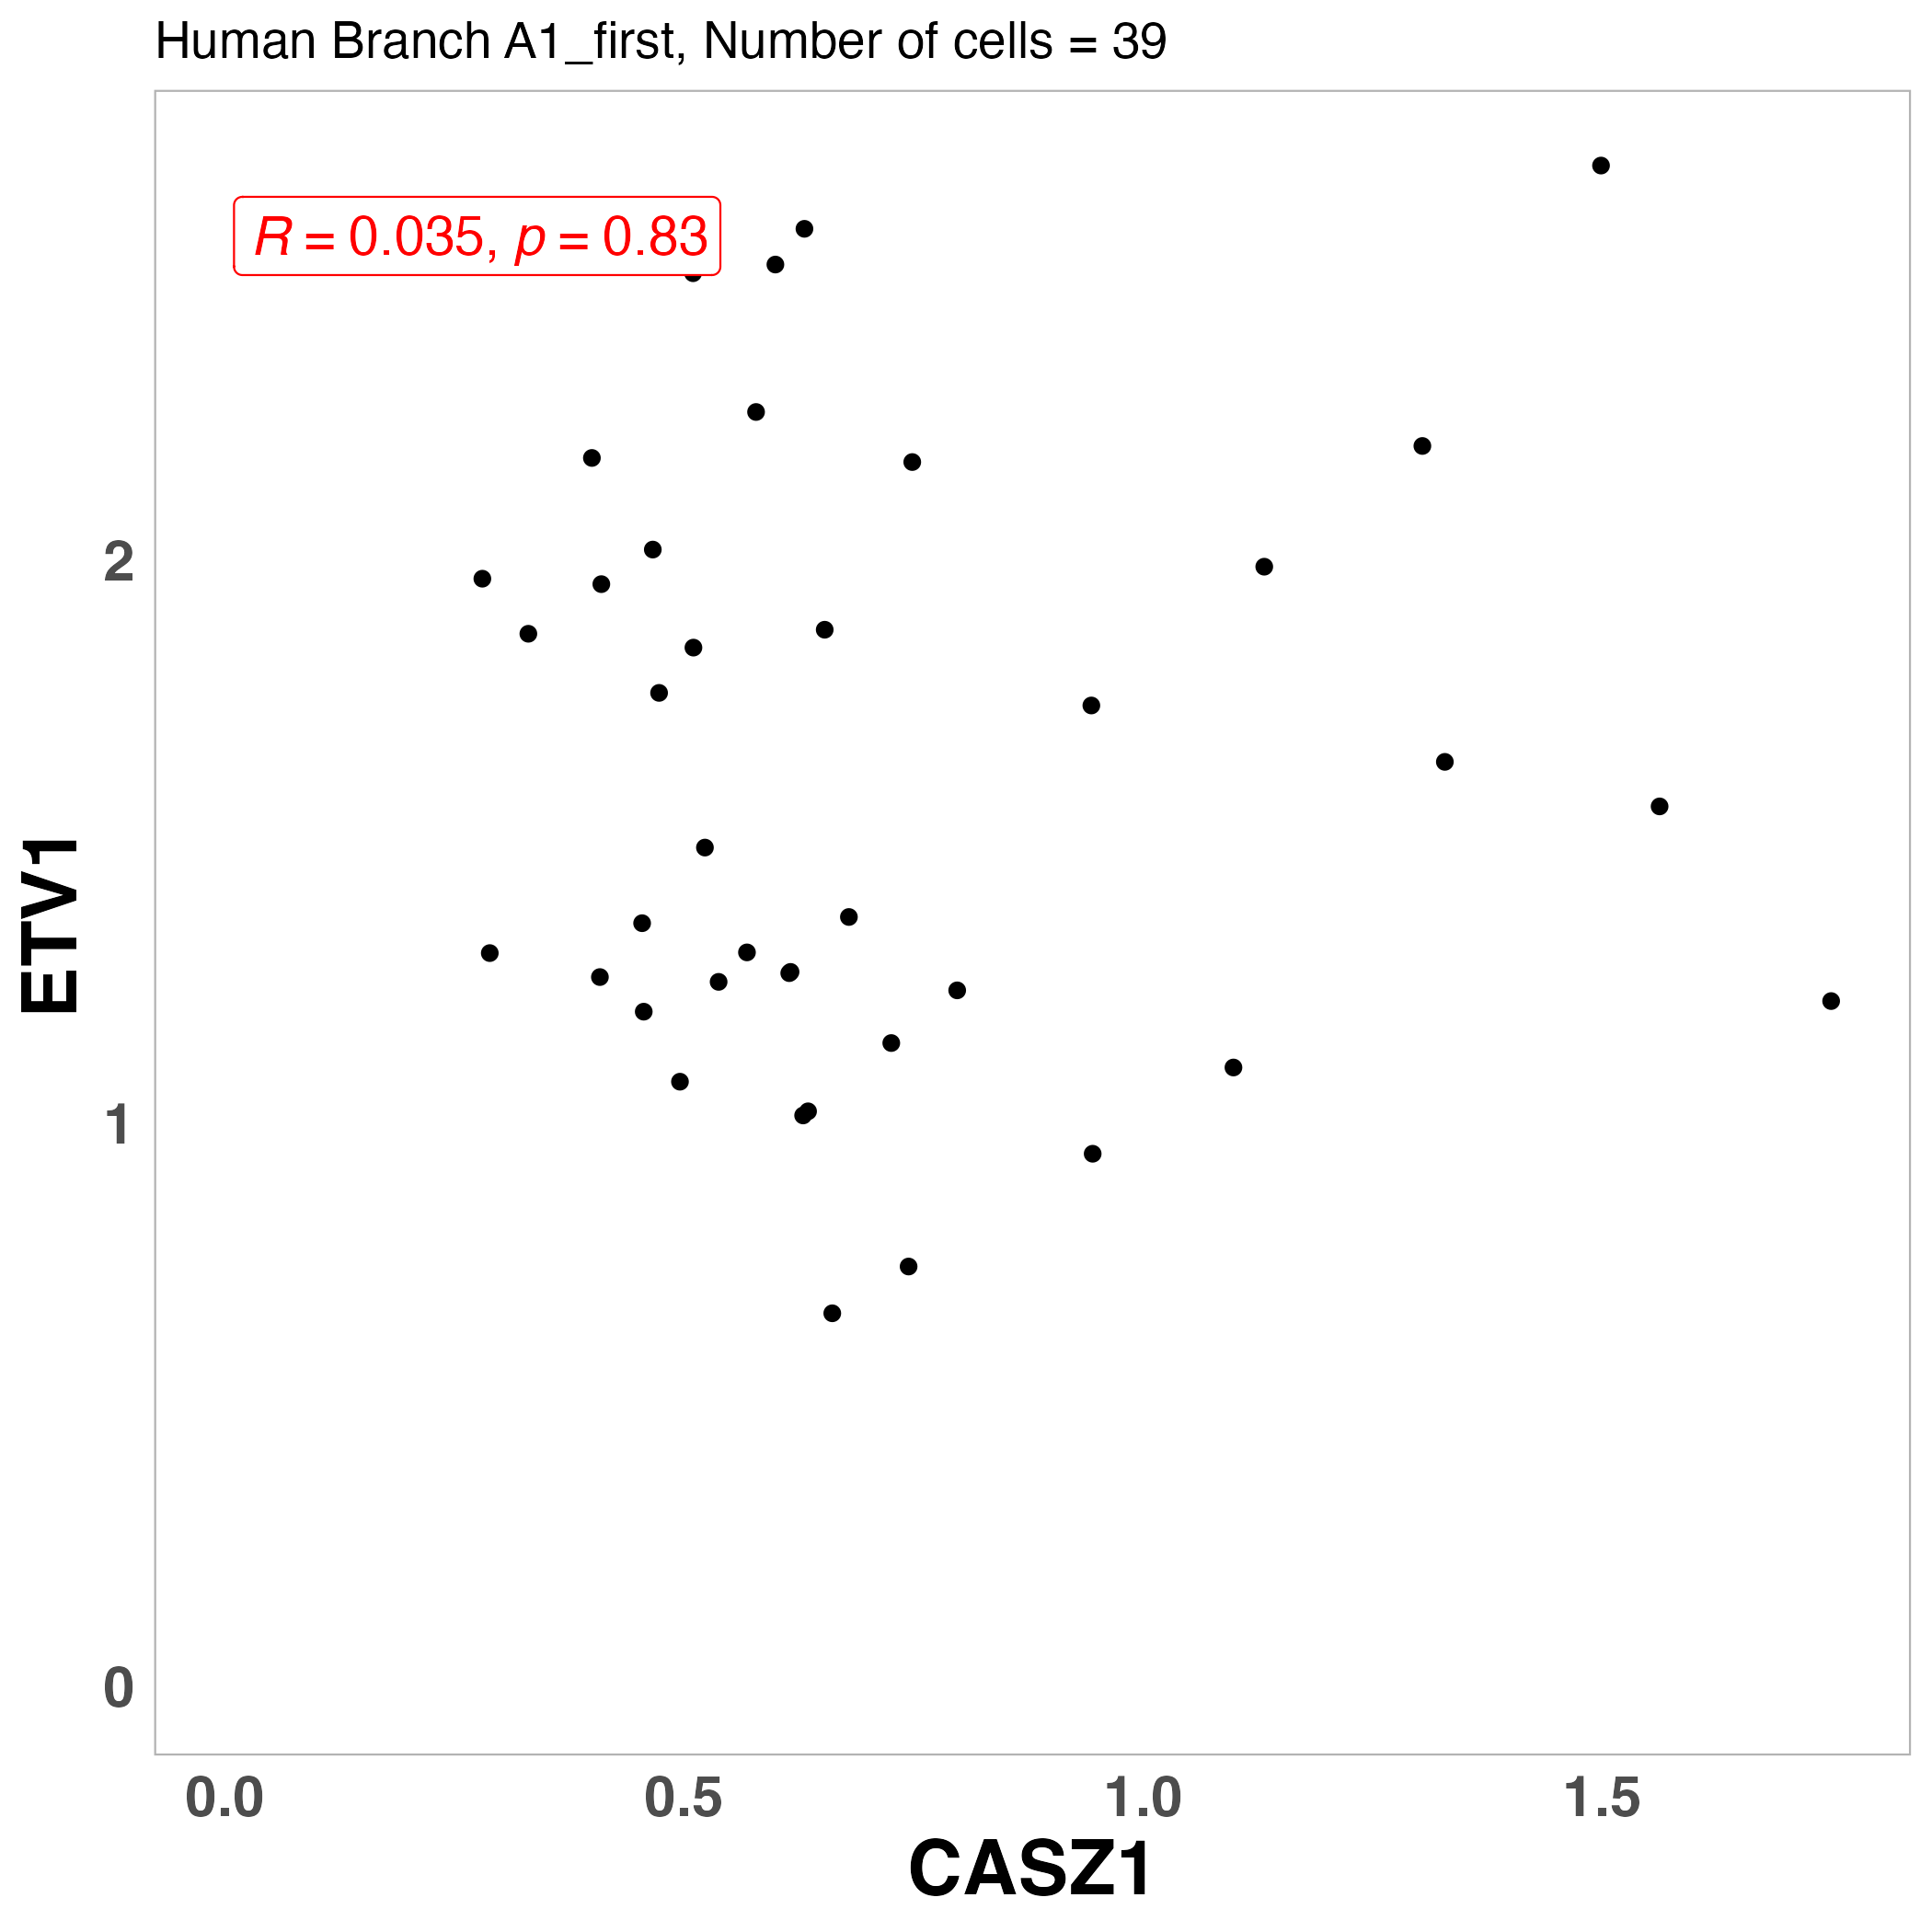 Human Branch A1_first, Number of cells = 39
R = 0.035, p = 0.83
2
1
0
ETV1
0.0 0.5 1.0 1.5
CASZ1